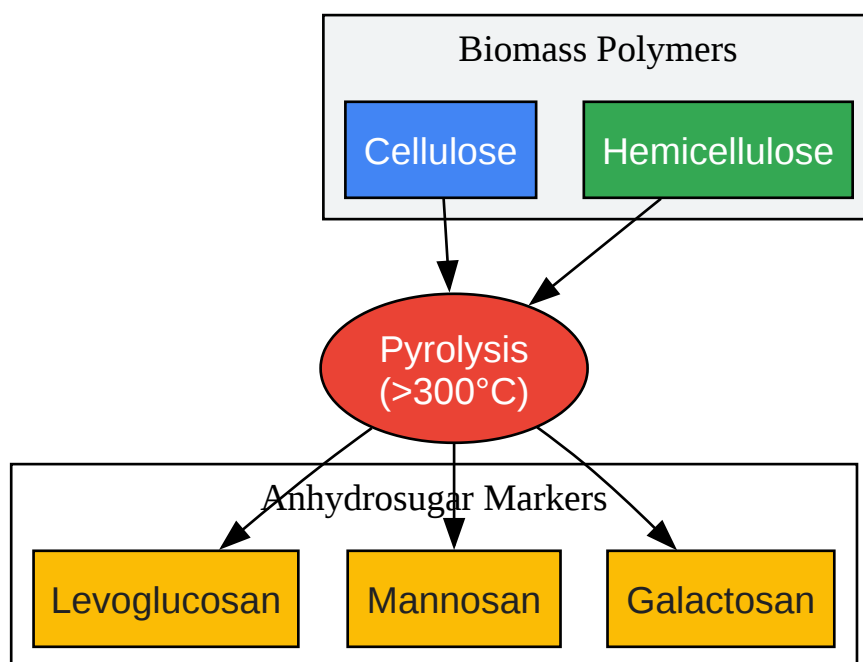 Biomass Polymers
Cellulose
Hemicellulose
Pyrolysis
(>300°C)
Anhydrosugar Markers
Levoglucosan
Mannosan
Galactosan